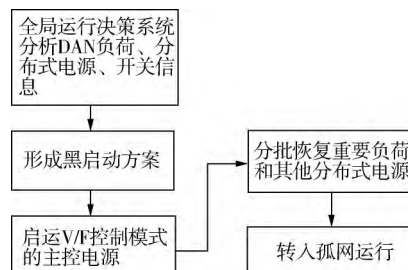 全局运行决策系统
分析DAN负荷、分
布式电源、开关信
息
形成黑启动方案
启运V/F控制模式
的主控电源
分批恢复重要负荷
和其他分布式电源
转入孤网运行